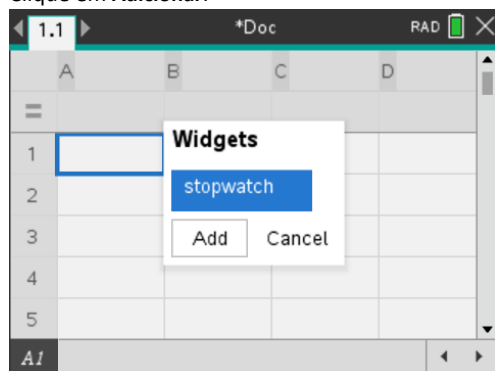 1.1 *Doc RAD
A B C D
=
1
2
3
4
5
Widgets
stopwatch
Add Cancel
A1